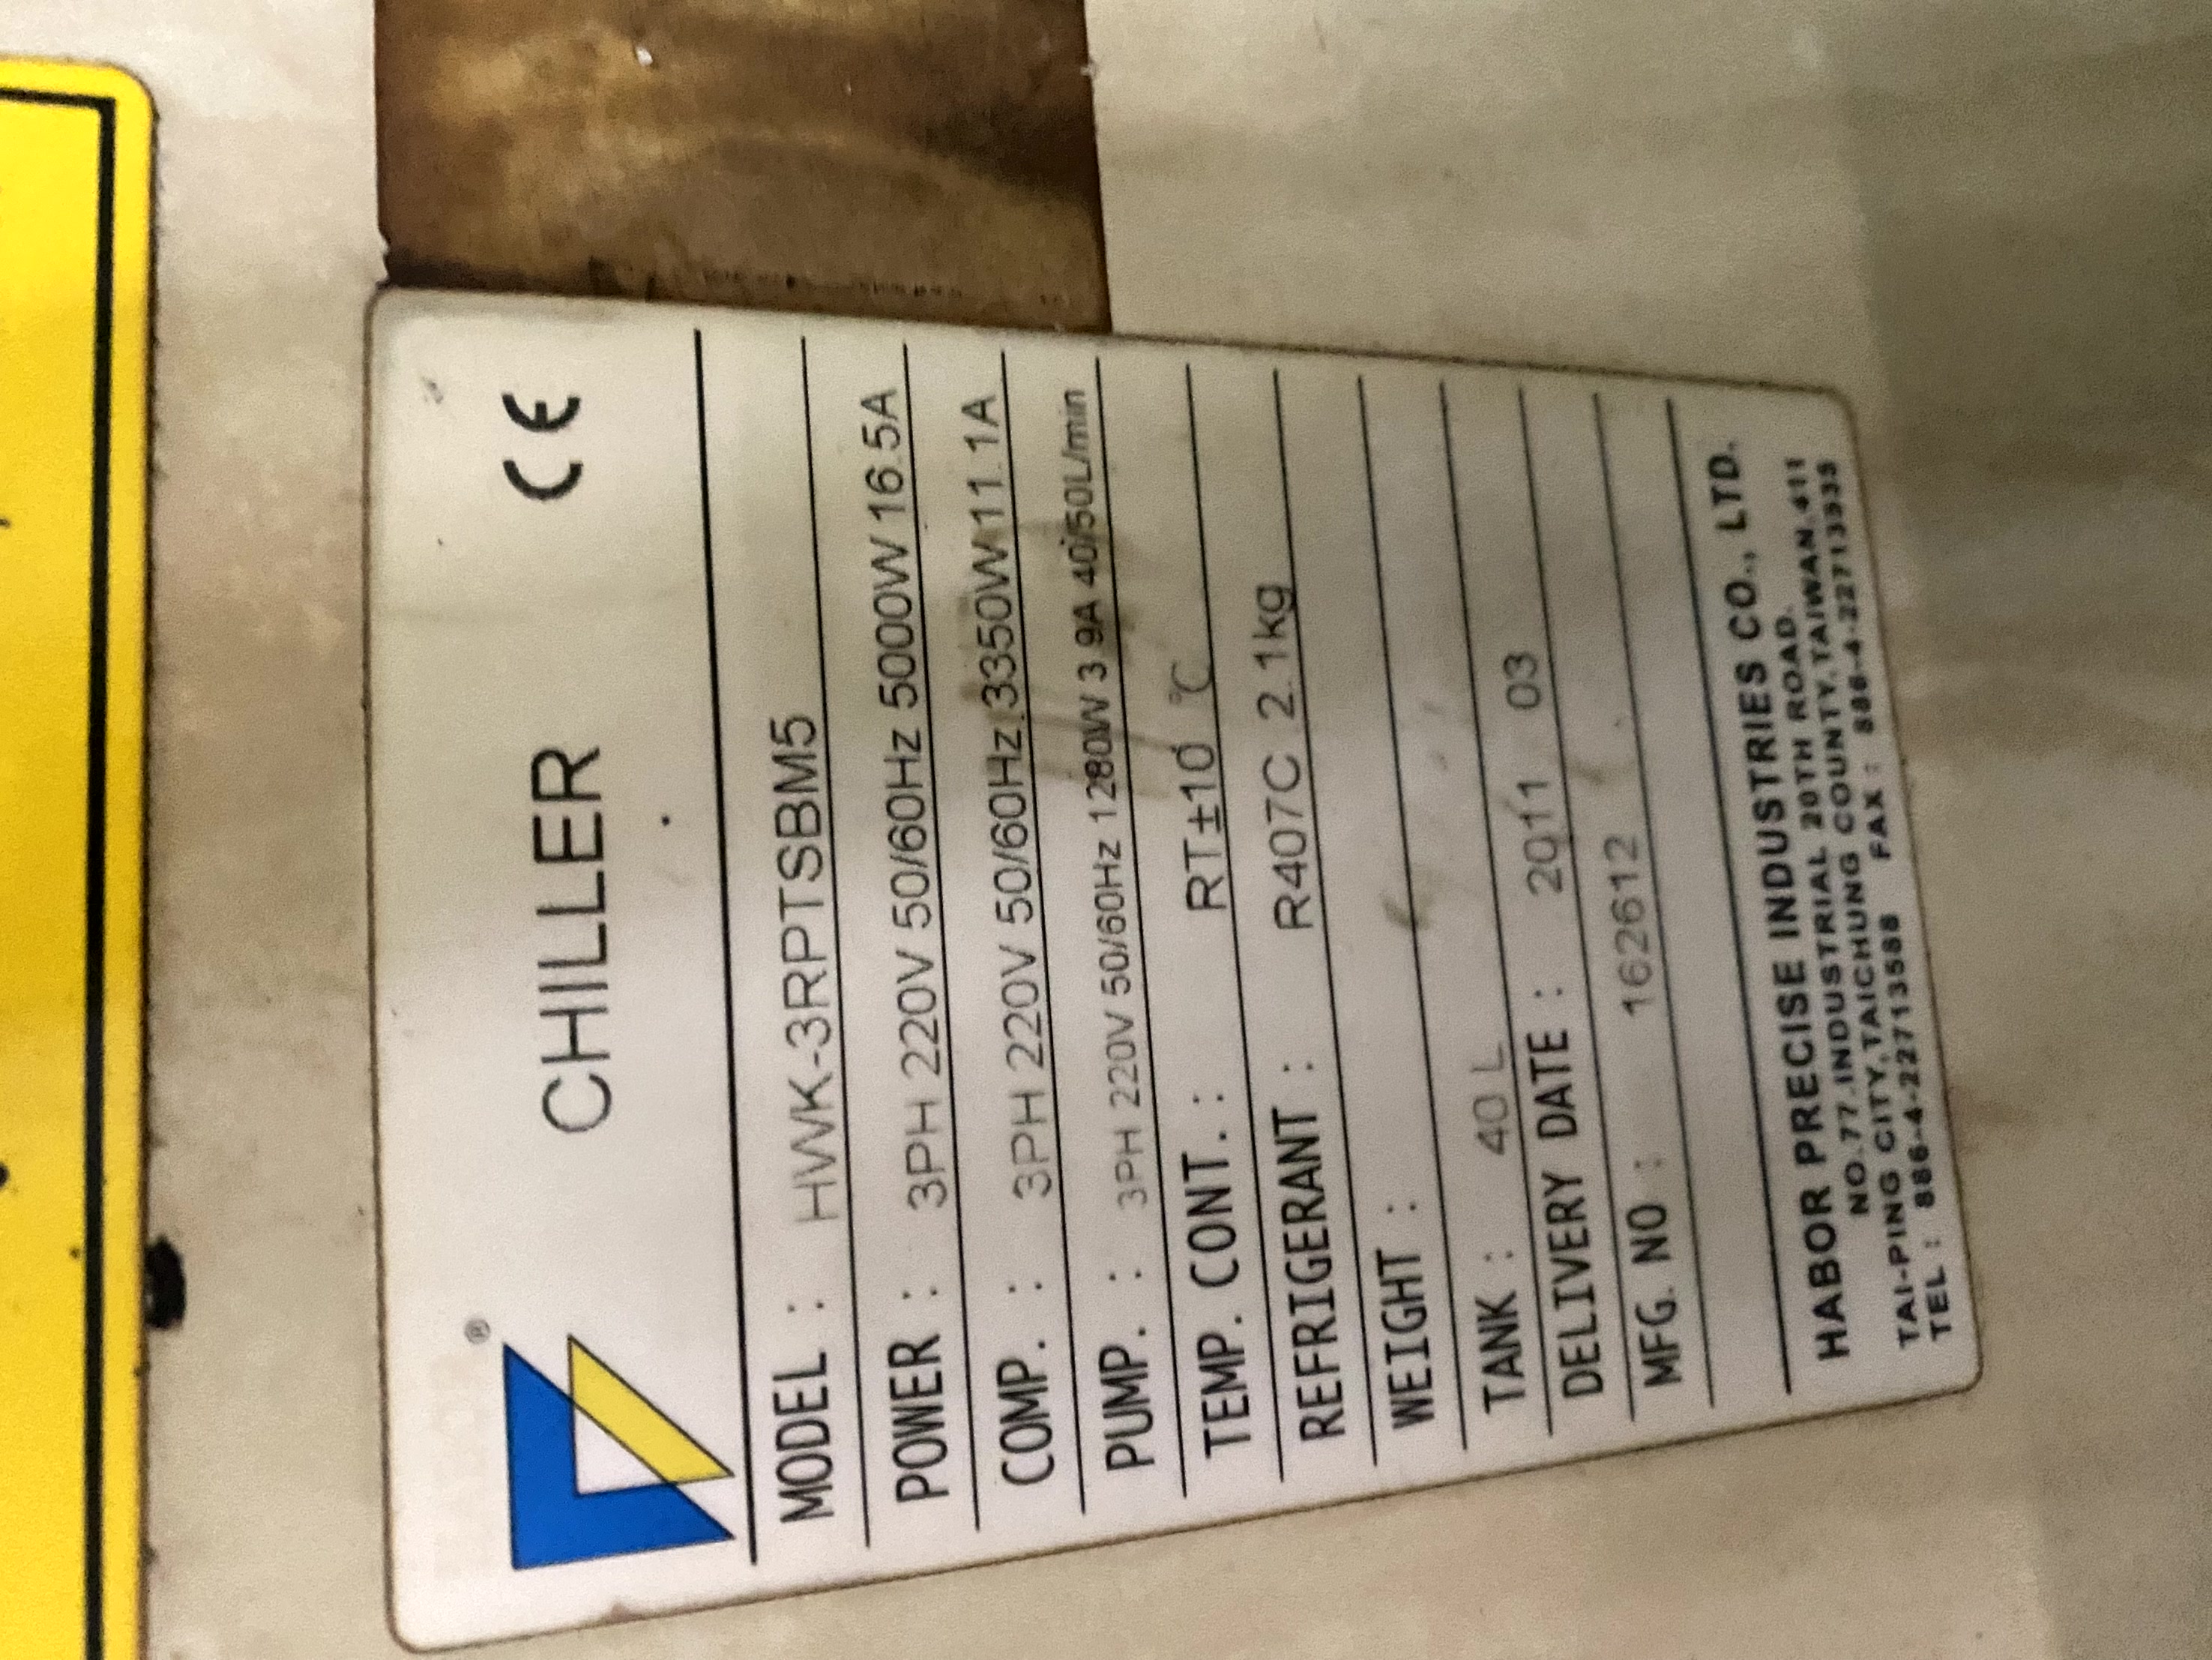 ®
CHILLER CE
MODEL : HWK-3RPTSBM5
POWER : 3PH 220V 50/60Hz 5000W 16.5A
COMP. : 3PH 220V 50/60Hz 3350W 11.1A
PUMP. : 3PH 220V 50/60Hz 1280W 3.9A 40/50L/min
TEMP. CONT. : RT±10 ℃
REFRIGERANT : R407C 2.1kg
WEIGHT :
TANK : 40 L
DELIVERY DATE : 2011 03
MFG. NO : 162612
HABOR PRECISE INDUSTRIES CO., LTD.
NO.77.INDUSTRIAL 20TH ROAD.
TAI-PING CITY,TAICHUNG COUNTY,TAIWAN.411
TEL : 886-4-22713588 FAX : 886-4-22713535